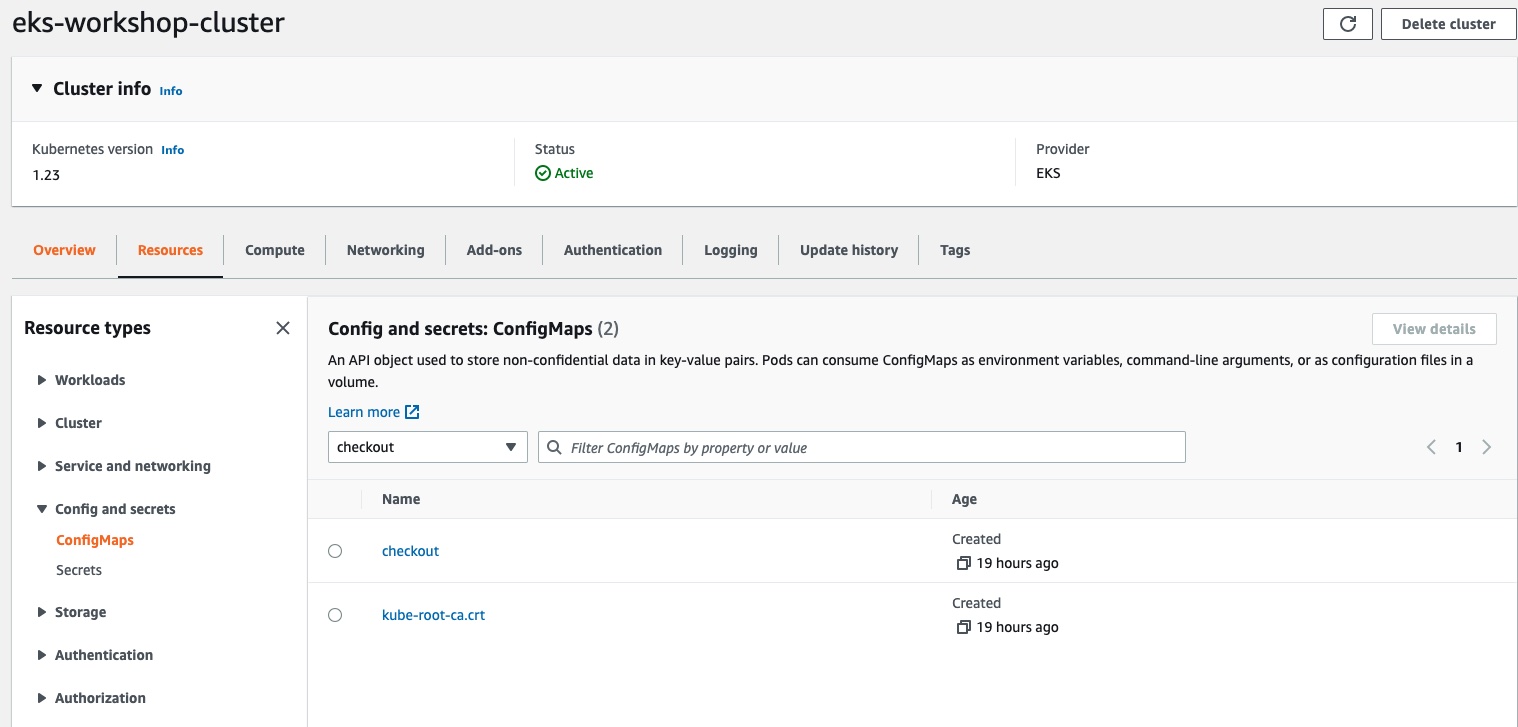 eks-workshop-cluster
Delete cluster
Cluster info Info
Kubernetes version Info
1.23
Status
Active
Provider
EKS
Overview
Resources
Compute
Networking
Add-ons
Authentication
Logging
Update history
Tags
Resource types
Workloads
Cluster
Service and networking
Config and secrets
ConfigMaps
Secrets
Storage
Authentication
Authorization
Config and secrets: ConfigMaps (2)
View details
An API object used to store non-confidential data in key-value pairs. Pods can consume ConfigMaps as environment variables, command-line arguments, or as configuration files in a
volume.
Learn more
checkout
Filter ConfigMaps by property or value
1
Name
Age
checkout
Created
19 hours ago
kube-root-ca.crt
Created
19 hours ago